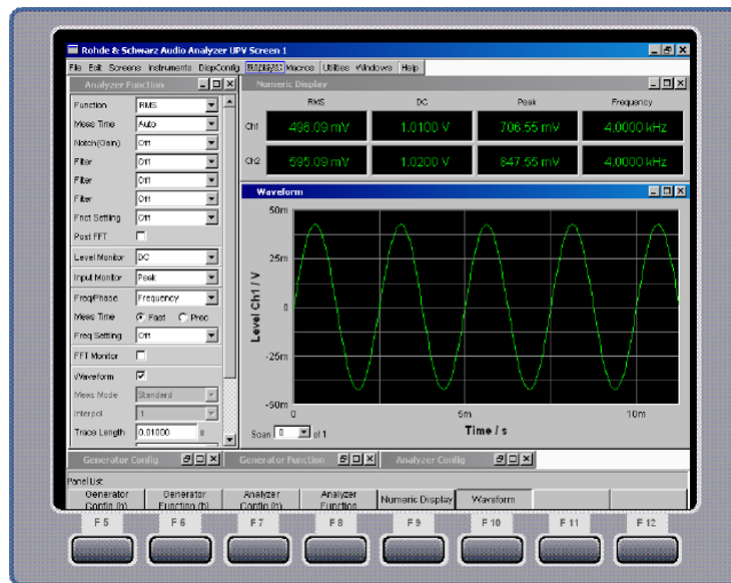 Rohde & Schwarz Audio Analyzer UPV Screen 1
File Edit Screens Instruments DispConfig Macros Utilities Windows Help
Analyzer Function
Function RMS
Meas Time Auto
Notch(Gain) Off
Filter Off
Filter Off
Filter Off
Fnct Settling Off
Post FFT
Level Monitor DC
Input Monitor Peak
Freq/Phase Frequency
Meas Time Fast Prec
Freq Settling Off
FFT Monitor
Waveform
Meas Mode Standard
Interpol 1
Trace Length 0.01000 s
Numeric Display
RMS DC Peak Frequency
Ch1 496.09 mV 1.0100 V 706.55 mV 4.0000 kHz
Ch2 595.09 mV 1.0200 V 847.55 mV 4.0000 kHz
Waveform
Level Ch1 / V
50m
25m
0
-25m
-50m
0 5m 10m
Time / s
Scan 0 of 1
Generator Config Generator Function Analyzer Config
Panel List
Generator Config (h) Generator Function (h) Analyzer Config (h) Analyzer Function Numeric Display Waveform
F 5 F 6 F 7 F 8 F 9 F 10 F 11 F 12